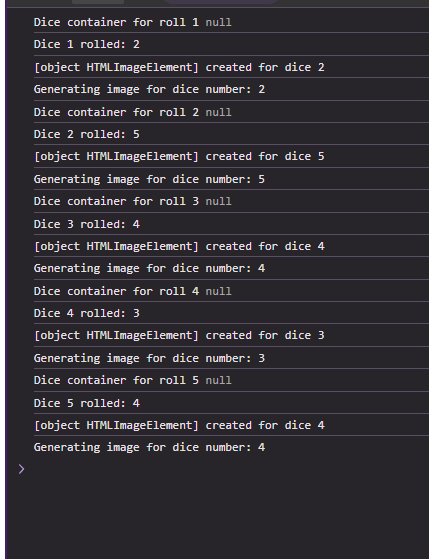 Dice container for roll 1 null
Dice 1 rolled: 2
[object HTMLImageElement] created for dice 2
Generating image for dice number: 2
Dice container for roll 2 null
Dice 2 rolled: 5
[object HTMLImageElement] created for dice 5
Generating image for dice number: 5
Dice container for roll 3 null
Dice 3 rolled: 4
[object HTMLImageElement] created for dice 4
Generating image for dice number: 4
Dice container for roll 4 null
Dice 4 rolled: 3
[object HTMLImageElement] created for dice 3
Generating image for dice number: 3
Dice container for roll 5 null
Dice 5 rolled: 4
[object HTMLImageElement] created for dice 4
Generating image for dice number: 4